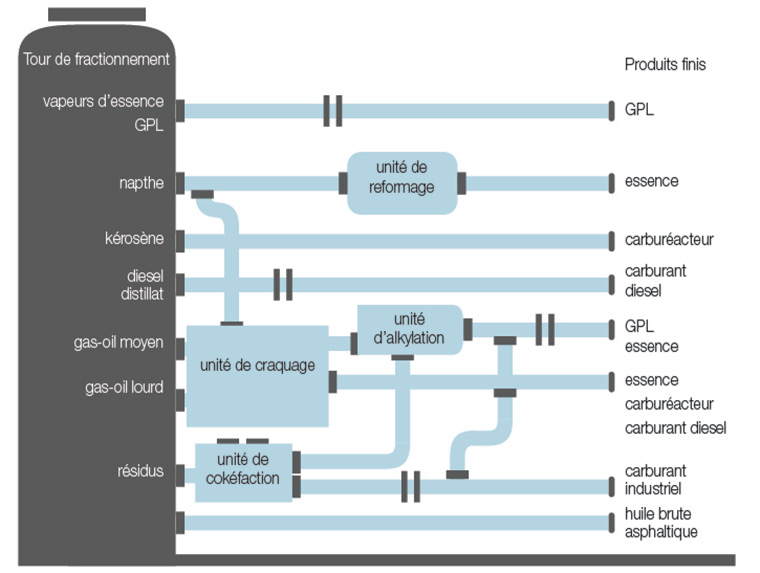 Tour de fractionnement
Produits finis
vapeurs d'essence
GPL
GPL
napthe
unité de
reformage
essence
kérosène
carburéacteur
diesel
distillat
carburant
diesel
gas-oil moyen
unité de craquage
unité
d'alkylation
GPL
essence
gas-oil lourd
essence
carburéacteur
carburant diesel
résidus
unité de
cokéfaction
carburant
industriel
huile brute
asphaltique